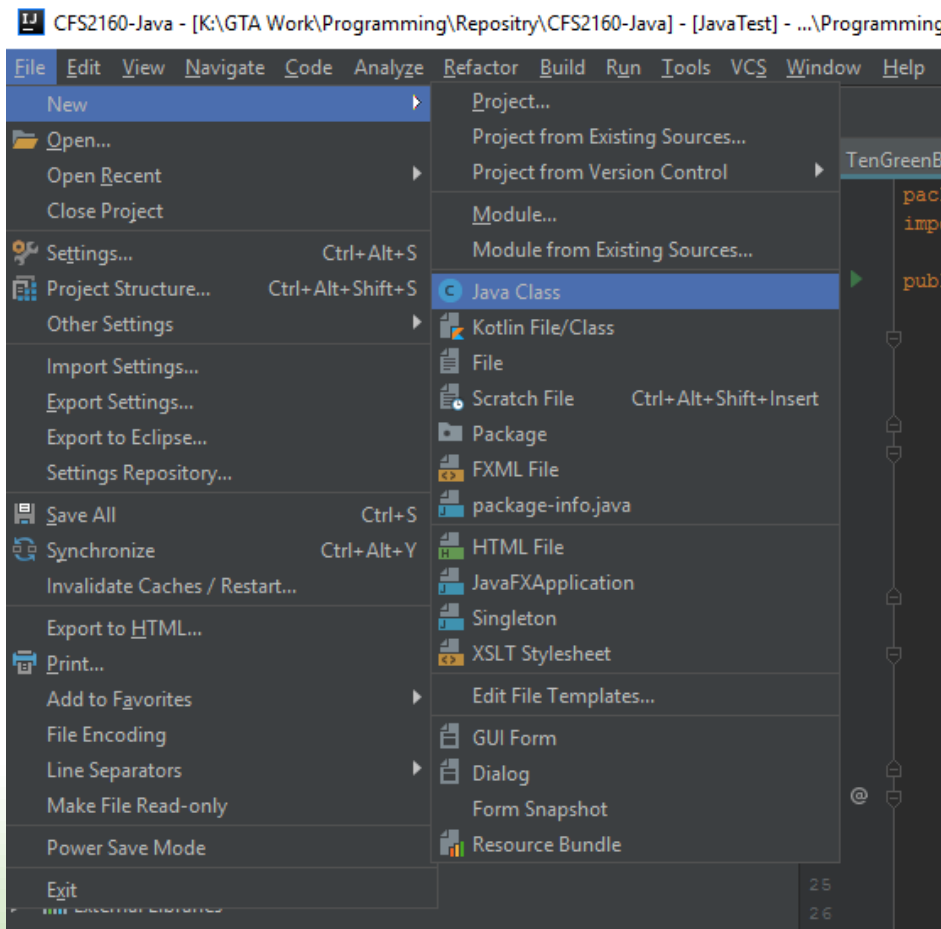 CFS2160-Java - [K:\GTA Work\Programming\Repositry\CFS2160-Java] - [JavaTest] - ...\Programming
File Edit View Navigate Code Analyze Refactor Build Run Tools VCS Window Help
New
Open...
Open Recent
Close Project
Settings... Ctrl+Alt+S
Project Structure... Ctrl+Alt+Shift+S
Other Settings
Import Settings...
Export Settings...
Export to Eclipse...
Settings Repository...
Save All Ctrl+S
Synchronize Ctrl+Alt+Y
Invalidate Caches / Restart...
Export to HTML...
Print...
Add to Favorites
File Encoding
Line Separators
Make File Read-only
Power Save Mode
Exit
External Libraries
Project...
Project from Existing Sources...
Project from Version Control
Module...
Module from Existing Sources...
Java Class
Kotlin File/Class
File
Scratch File Ctrl+Alt+Shift+Insert
Package
FXML File
package-info.java
HTML File
JavaFXApplication
Singleton
XSLT Stylesheet
Edit File Templates...
GUI Form
Dialog
Form Snapshot
Resource Bundle
TenGreenB
pac
imp
pub
@
25
26